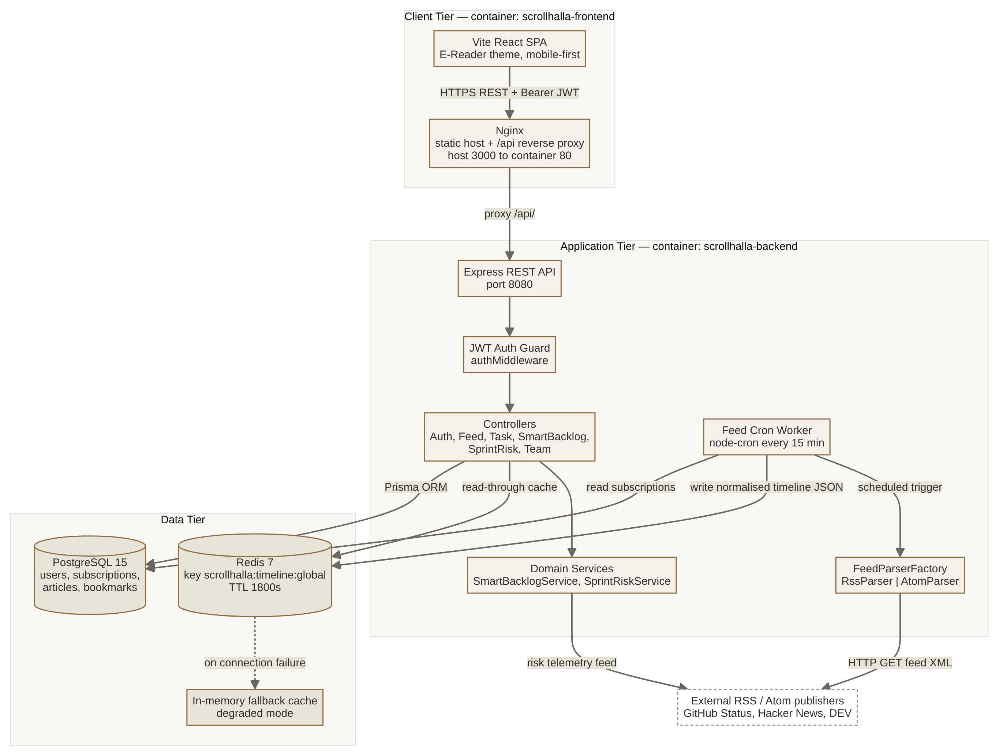 Client Tier — container: scrollhalla-frontend
Vite React SPA
E-Reader theme, mobile-first
HTTPS REST + Bearer JWT
Nginx
static host + /api reverse proxy
host 3000 to container 80
proxy /api/
Application Tier — container: scrollhalla-backend
Express REST API
port 8080
JWT Auth Guard
authMiddleware
Controllers
Auth, Feed, Task, SmartBacklog,
SprintRisk, Team
Feed Cron Worker
node-cron every 15 min
Prisma ORM
read-through cache
read subscriptions
write normalised timeline JSON
scheduled trigger
Data Tier
PostgreSQL 15
users, subscriptions,
articles, bookmarks
Redis 7
key scrollhalla:timeline:global
TTL 1800s
Domain Services
SmartBacklogService, SprintRiskService
FeedParserFactory
RssParser | AtomParser
on connection failure
risk telemetry feed
HTTP GET feed XML
In-memory fallback cache
degraded mode
External RSS / Atom publishers
GitHub Status, Hacker News, DEV